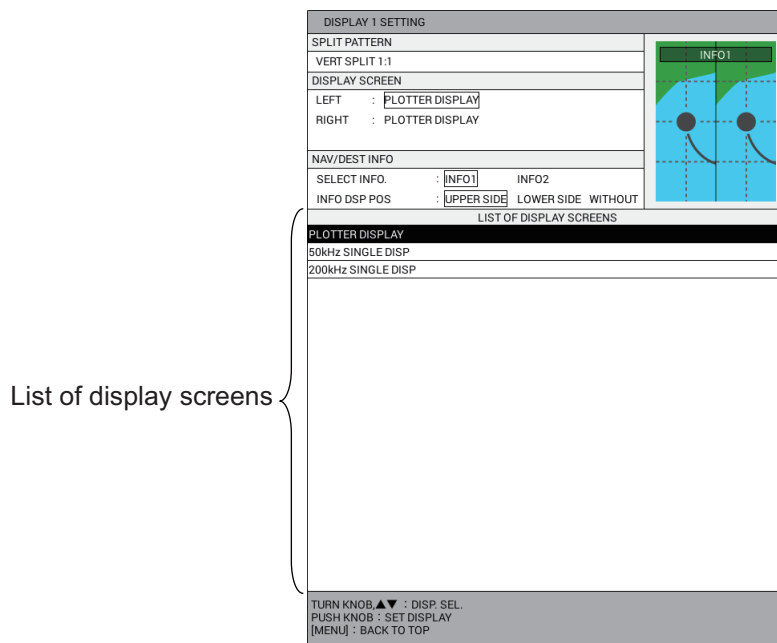 DISPLAY 1 SETTING
SPLIT PATTERN
VERT SPLIT 1:1
DISPLAY SCREEN
LEFT : PLOTTER DISPLAY
RIGHT : PLOTTER DISPLAY
NAV/DEST INFO
SELECT INFO. : INFO1 INFO2
INFO DSP POS : UPPER SIDE LOWER SIDE WITHOUT
INFO1
LIST OF DISPLAY SCREENS
PLOTTER DISPLAY
50kHz SINGLE DISP
200kHz SINGLE DISP
List of display screens
TURN KNOB,▲▼ : DISP. SEL.
PUSH KNOB : SET DISPLAY
[MENU] : BACK TO TOP